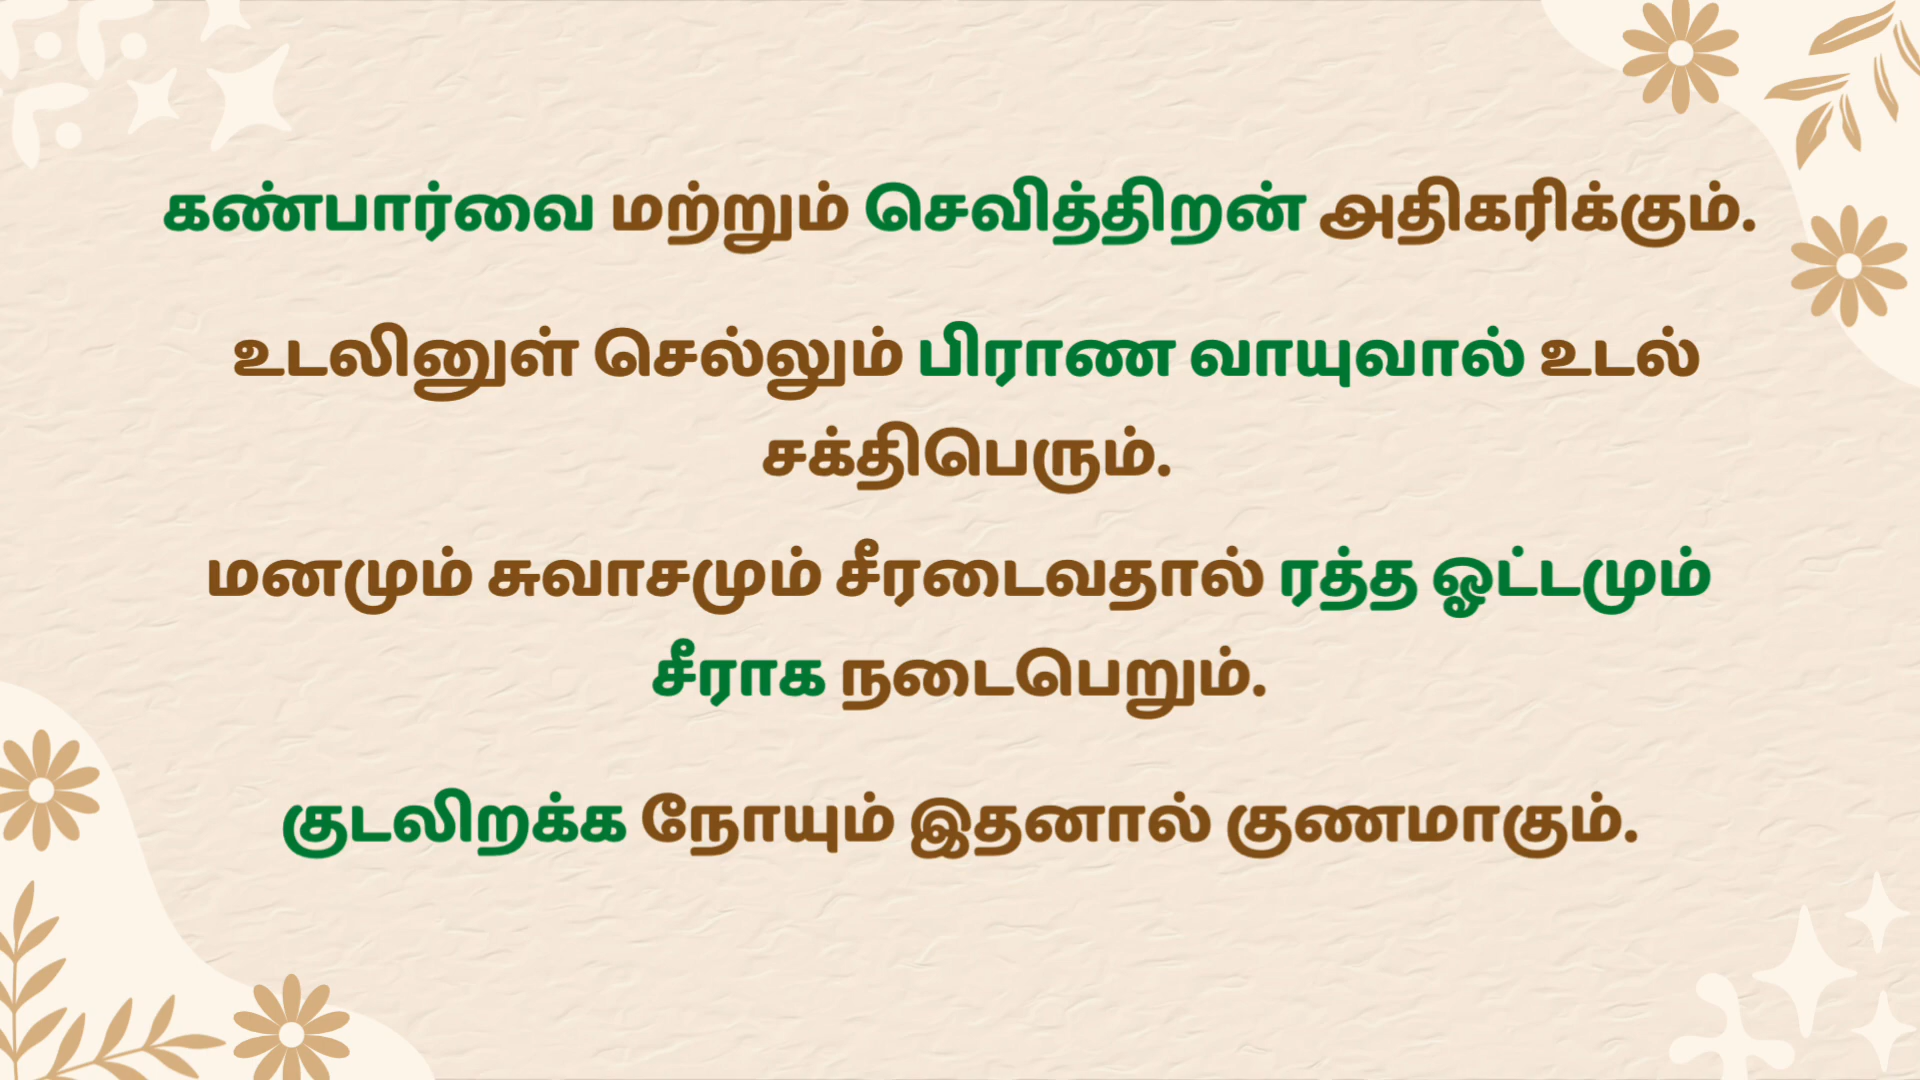 கண்பார்வை மற்றும் செவித்திறன் அதிகரிக்கும்.
உடலினுள் செல்லும் பிராண வாயுவால் உடல்
சக்திபெரும்.
மனமும் சுவாசமும் சீரடைவதால் ரத்த ஓட்டமும்
சீராக நடைபெறும்.
குடலிறக்க நோயும் இதனால் குணமாகும்.